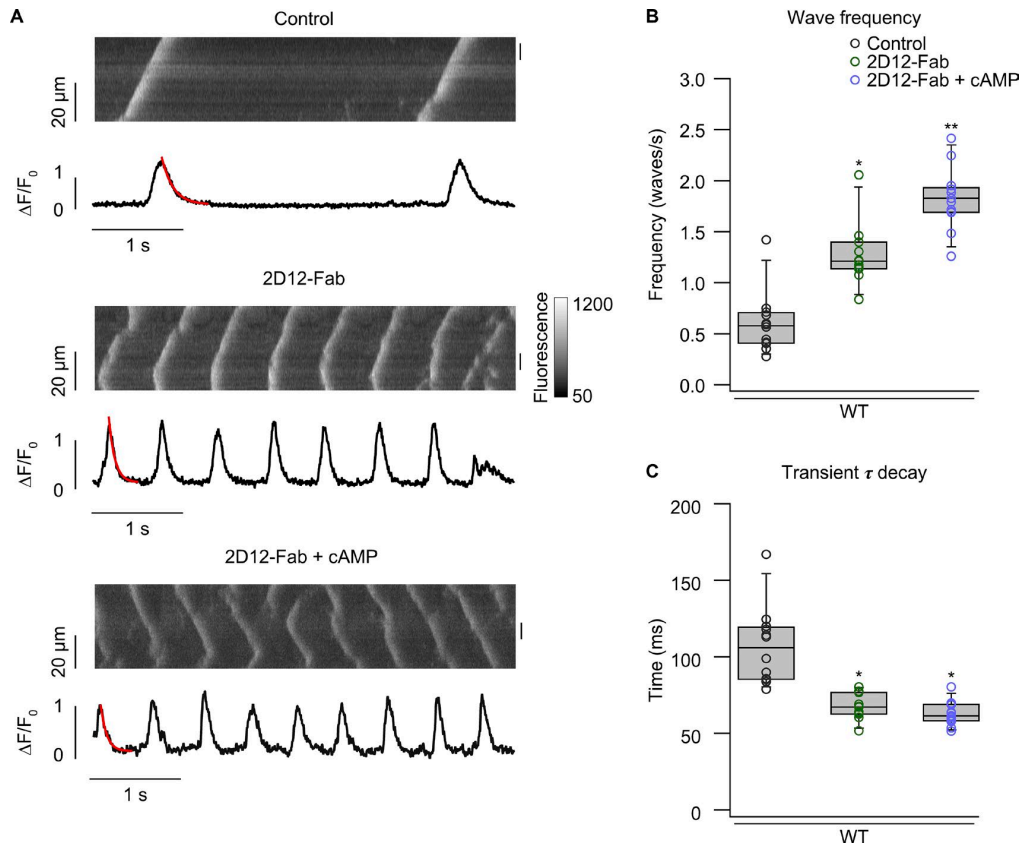 A
Control
20 μm
ΔF/F0
1
0
1 s
2D12-Fab
20 μm
Fluorescence
1200
50
ΔF/F0
1
0
1 s
2D12-Fab + cAMP
20 μm
ΔF/F0
1
0
1 s
B
Wave frequency
Control
2D12-Fab
2D12-Fab + cAMP
Frequency (waves/s)
3.0
2.5
2.0
1.5
1.0
0.5
0.0
*
**
WT
C
Transient τ decay
Time (ms)
200
150
100
50
0
*
*
WT